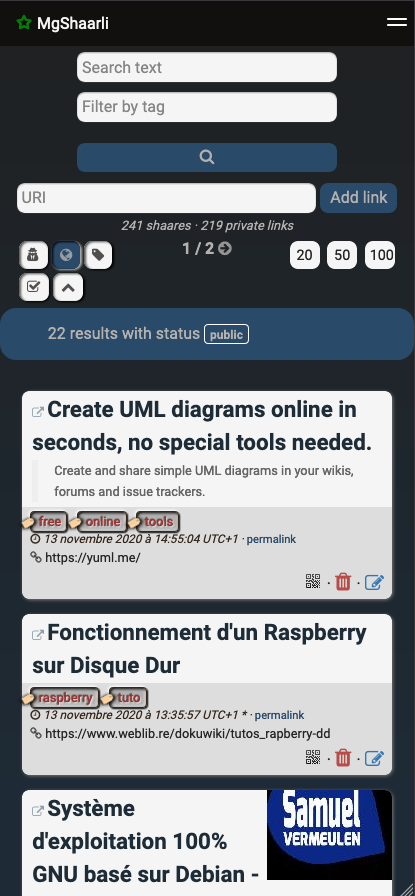 MgShaarli
Search text
Filter by tag
URI
Add link
241 shaares · 219 private links
1 / 2
20 50 100
22 results with status public
Create UML diagrams online in
seconds, no special tools needed.
Create and share simple UML diagrams in your wikis,
forums and issue trackers.
free online tools
13 novembre 2020 à 14:55:04 UTC+1 · permalink
https://yuml.me/
Fonctionnement d'un Raspberry
sur Disque Dur
raspberry tuto
13 novembre 2020 à 13:35:57 UTC+1 * · permalink
https://www.weblib.re/dokuwiki/tutos_rapberry-dd
Système
d'exploitation 100%
GNU basé sur Debian -
Samuel
VERMEULEN